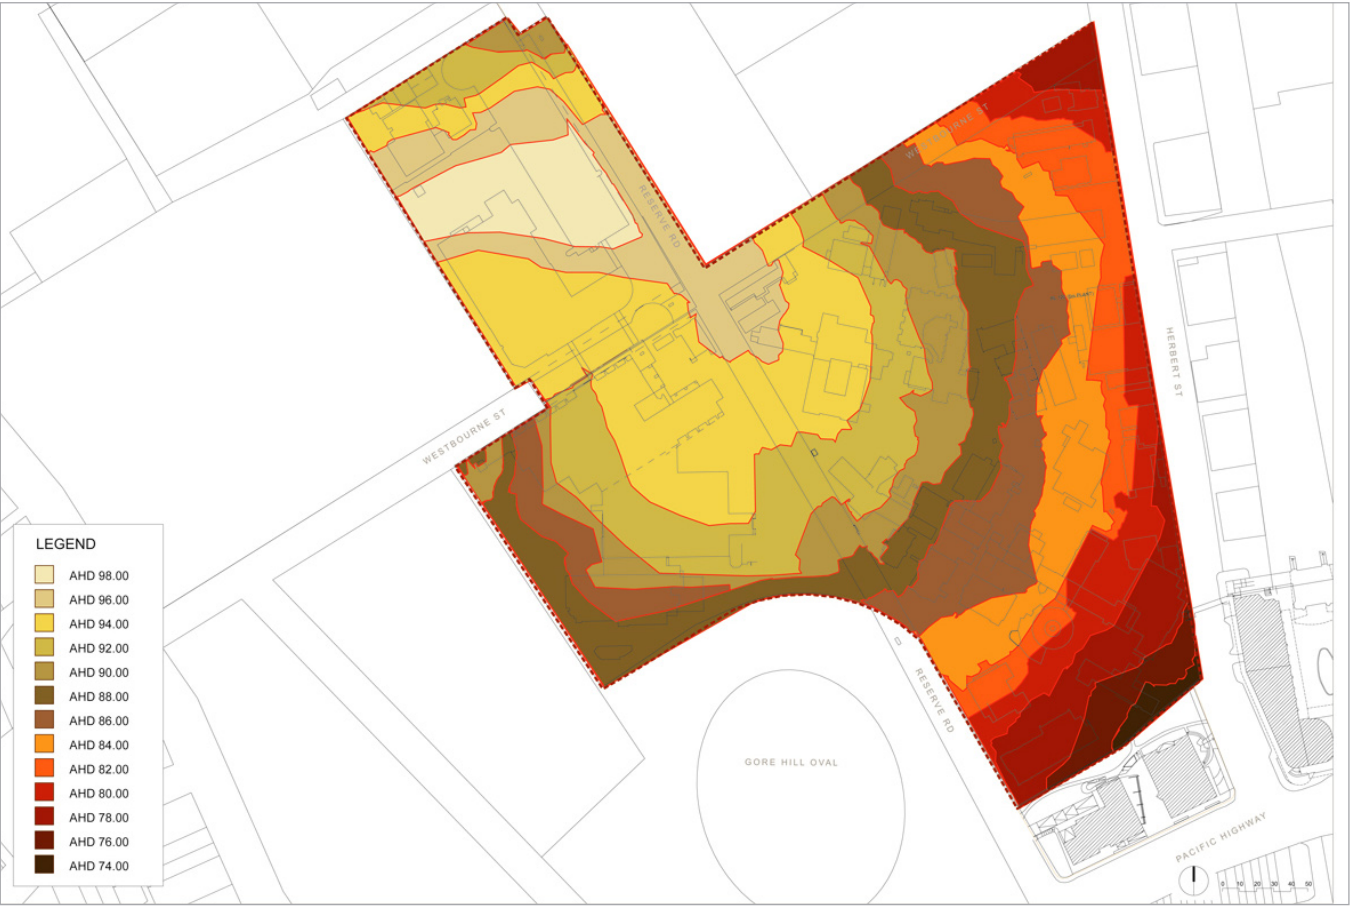 WESTBOURNE ST
RESERVE RD
HERBERT ST
WESTBOURNE ST
LEGEND
AHD 98.00
AHD 96.00
AHD 94.00
AHD 92.00
AHD 90.00
AHD 88.00
AHD 86.00
AHD 84.00
AHD 82.00
AHD 80.00
AHD 78.00
AHD 76.00
AHD 74.00
RESERVE RD
GORE HILL OVAL
PACIFIC HIGHWAY
0 10 20 30 40 50